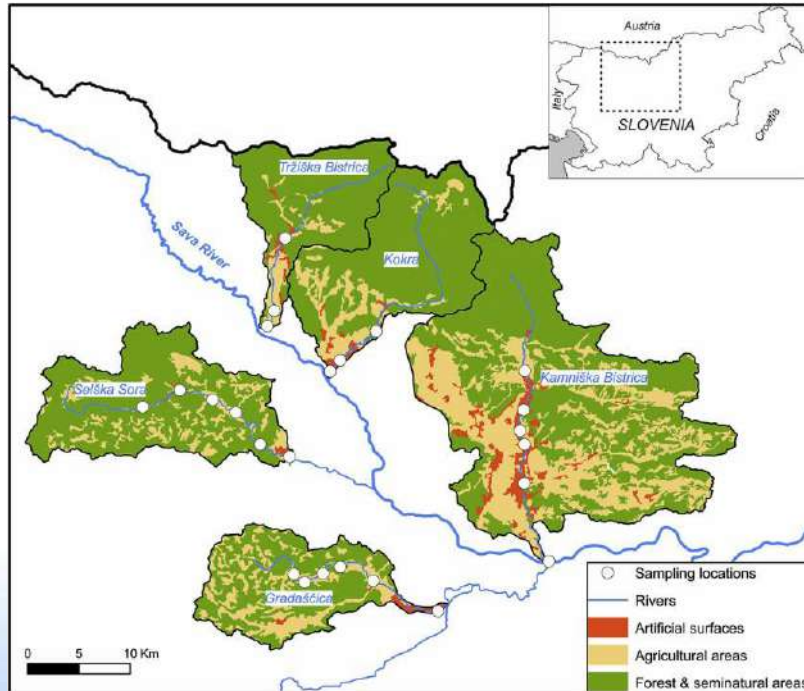 Austria
Italy
SLOVENIA
Croatia
Tržiška Bistrica
Sava River
Kokra
Selška Sora
Kamniška Bistrica
Gradaščica
Sampling locations
Rivers
Artificial surfaces
Agricultural areas
Forest & seminatural areas
0 5 10 Km